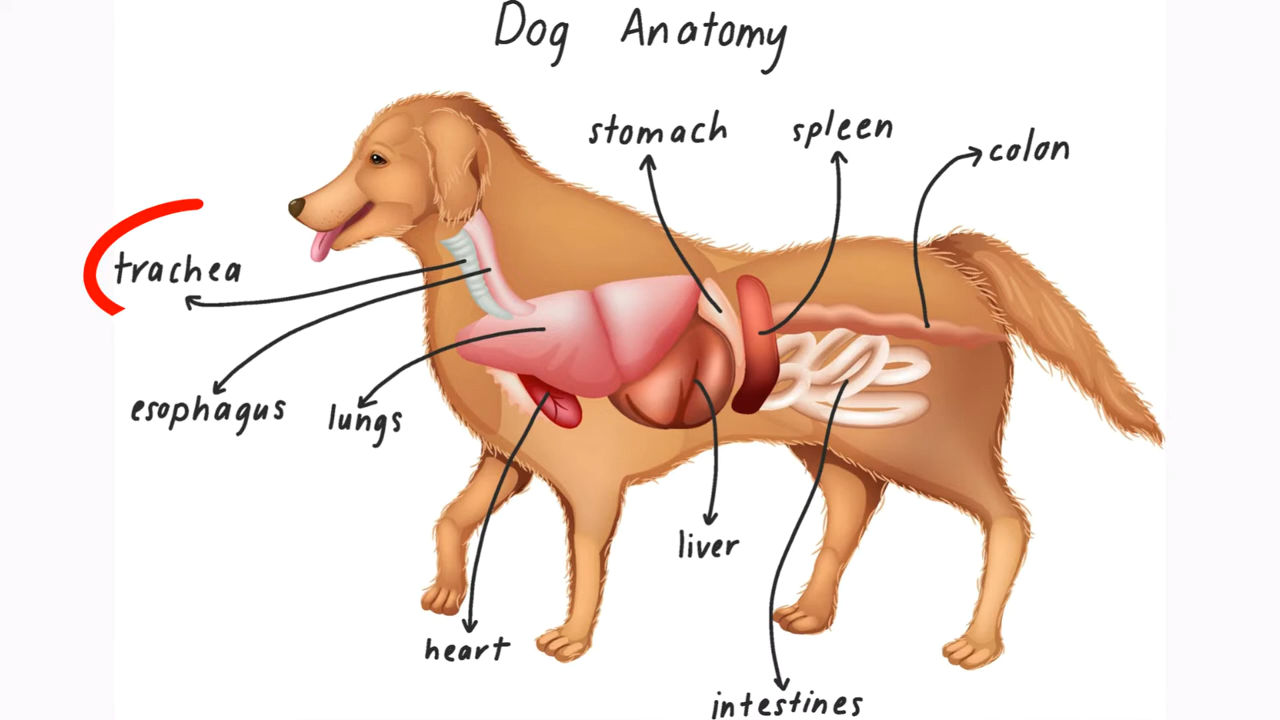 Dog Anatomy
stomach
spleen
colon
trachea
esophagus
lungs
liver
heart
intestines